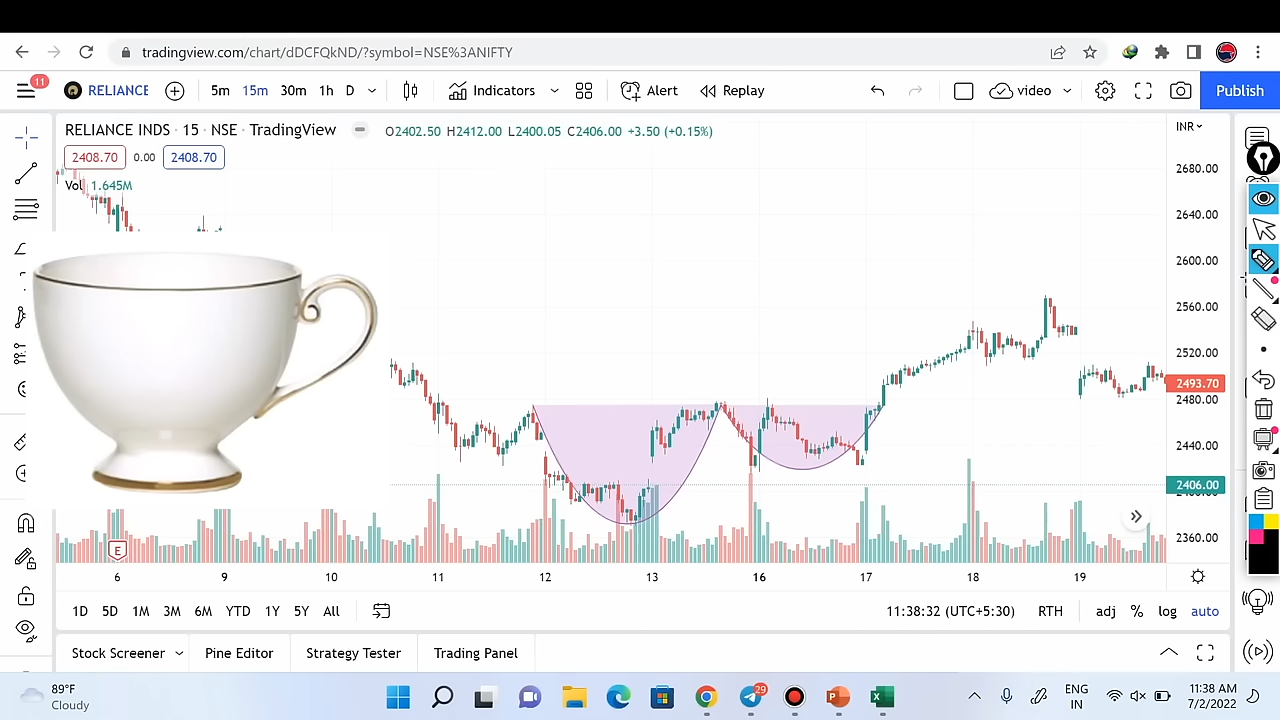 tradingview.com/chart/dDCFQkND/?symbol=NSE%3ANIFTY
11
RELIANCE 5m 15m 30m 1h D Indicators Alert Replay video Publish
RELIANCE INDS · 15 · NSE · TradingView O2402.50 H2412.00 L2400.05 C2406.00 +3.50 (+0.15%)
INR
2408.70 0.00 2408.70
Vol 1.645M
2680.00
2640.00
2600.00
2560.00
2520.00
2493.70
2480.00
2440.00
2406.00
2360.00
E
6 9 10 11 12 13 16 17 18 19
1D 5D 1M 3M 6M YTD 1Y 5Y All 11:38:32 (UTC+5:30) RTH adj % log auto
Stock Screener Pine Editor Strategy Tester Trading Panel
89°F
Cloudy
29
ENG
IN
11:38 AM
7/2/2022